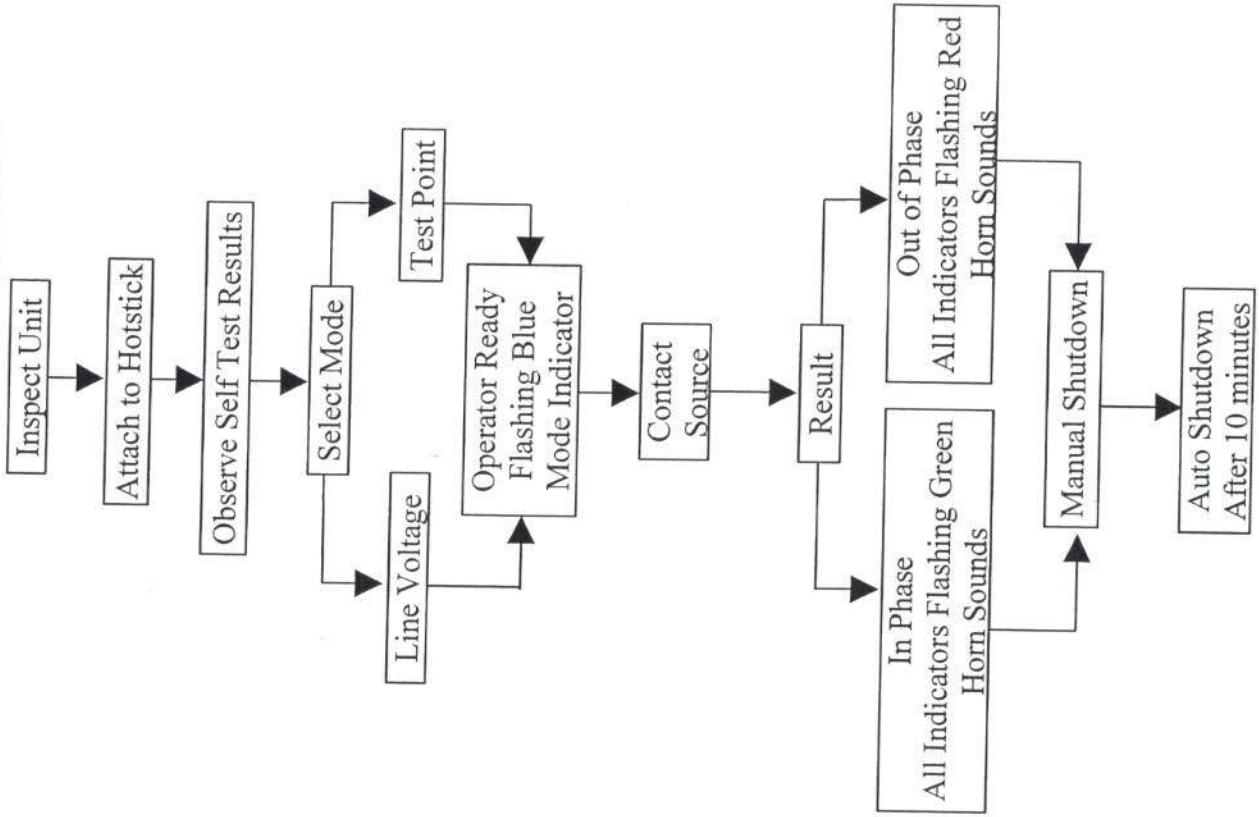 Inspect Unit
Attach to Hotstick
Observe Self Test Results
Select Mode
Line Voltage
Test Point
Operator Ready
Flashing Blue
Mode Indicator
Contact
Source
Result
In Phase
All Indicators Flashing Green
Horn Sounds
Out of Phase
All Indicators Flashing Red
Horn Sounds
Manual Shutdown
Auto Shutdown
After 10 minutes